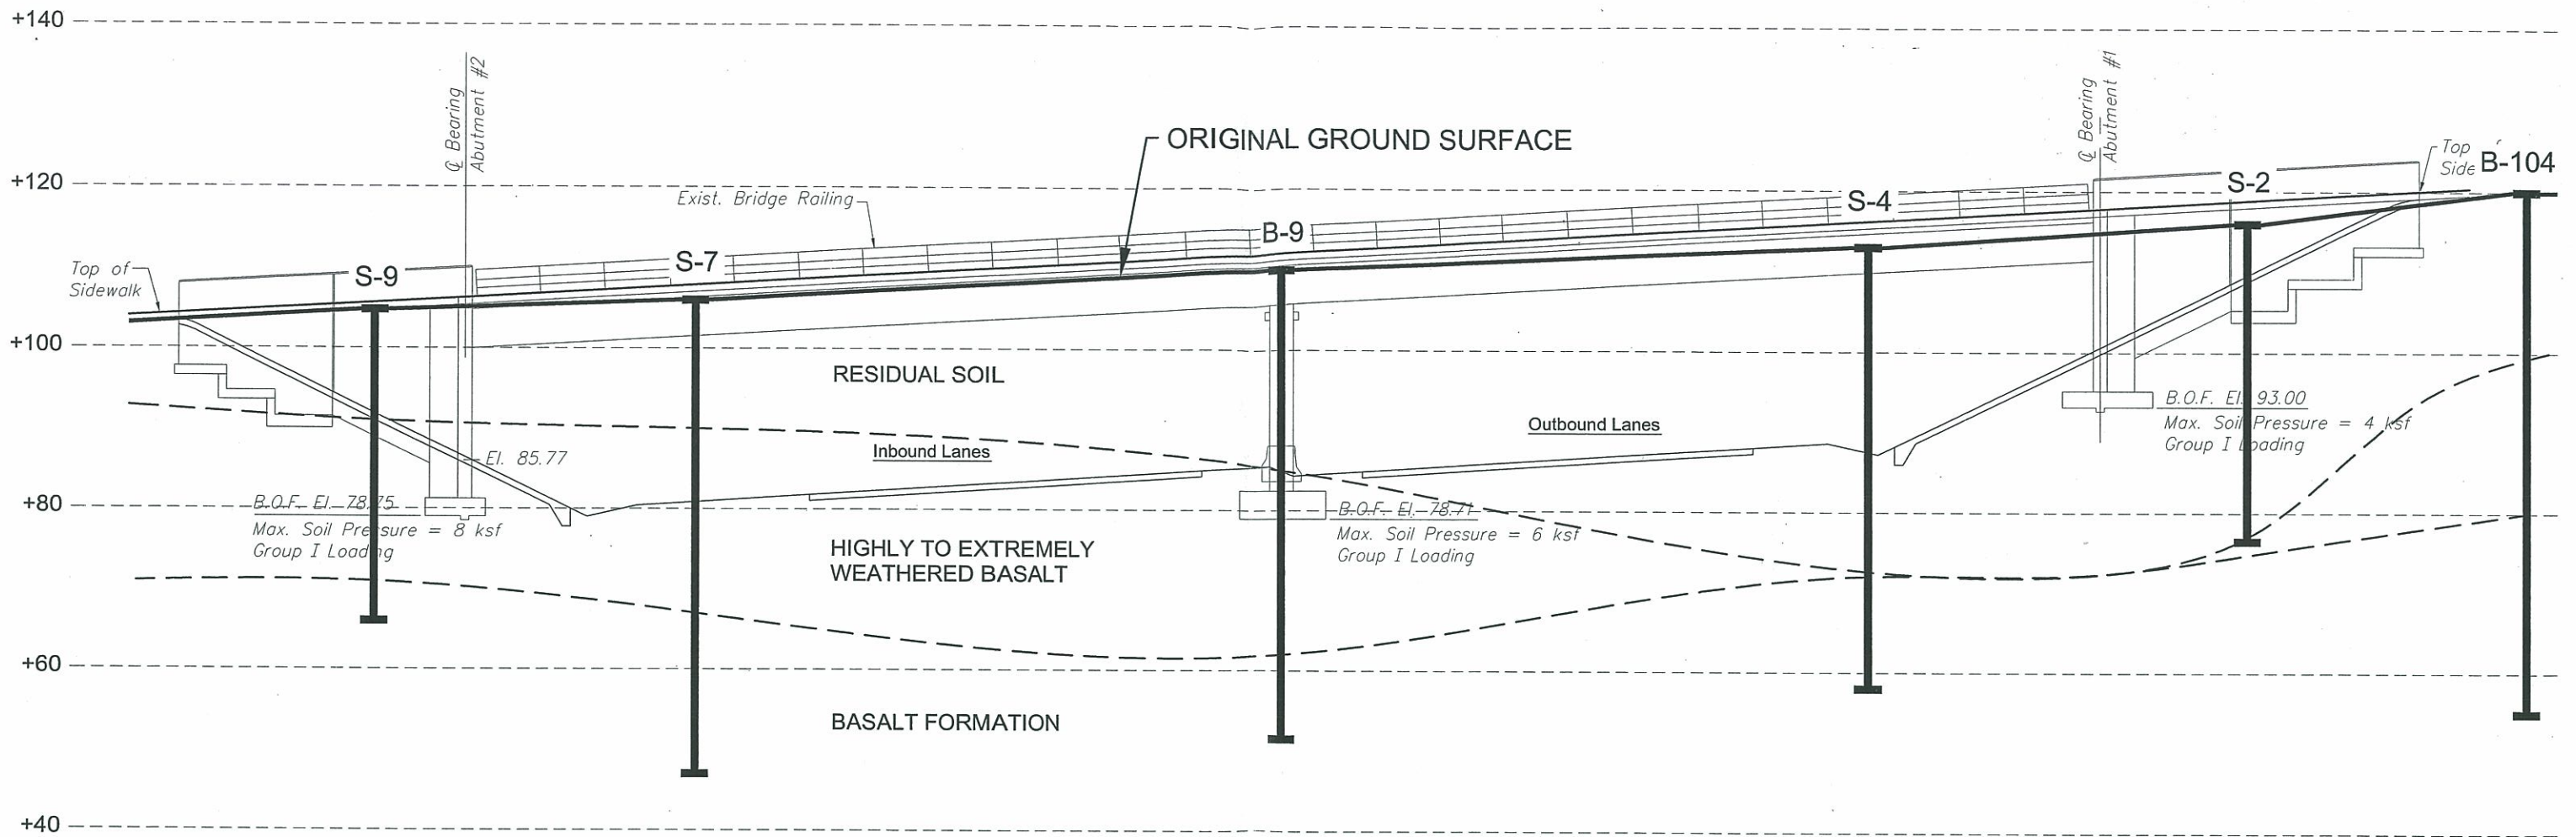 +140
℄ Bearing
Abutment #2
℄ Bearing
Abutment #1
ORIGINAL GROUND SURFACE
Top
Side
B-104
+120
Exist. Bridge Railing
S-2
S-4
B-9
S-7
S-9
Top of
Sidewalk
+100
RESIDUAL SOIL
B.O.F. El. 93.00
Max. Soil Pressure = 4 ksf
Group I Loading
Outbound Lanes
Inbound Lanes
El. 85.77
+80
B.O.F. El. 78.75
Max. Soil Pressure = 8 ksf
Group I Loading
B.O.F. El. 78.71
Max. Soil Pressure = 6 ksf
Group I Loading
HIGHLY TO EXTREMELY
WEATHERED BASALT
+60
BASALT FORMATION
+40